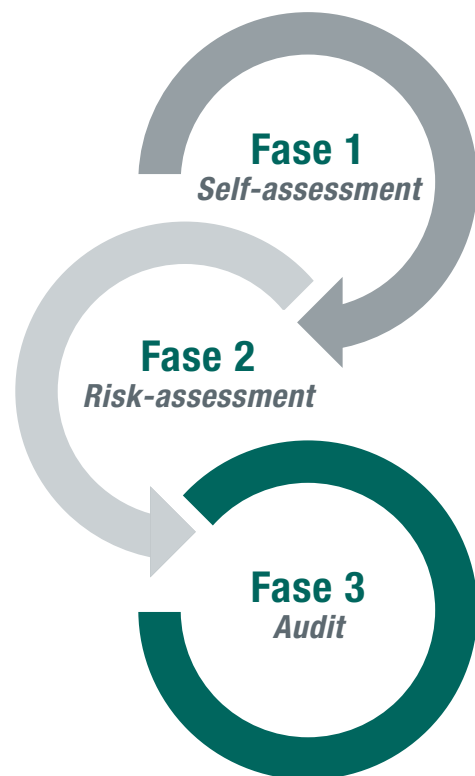 Fase 1
Self-assessment
Fase 2
Risk-assessment
Fase 3
Audit